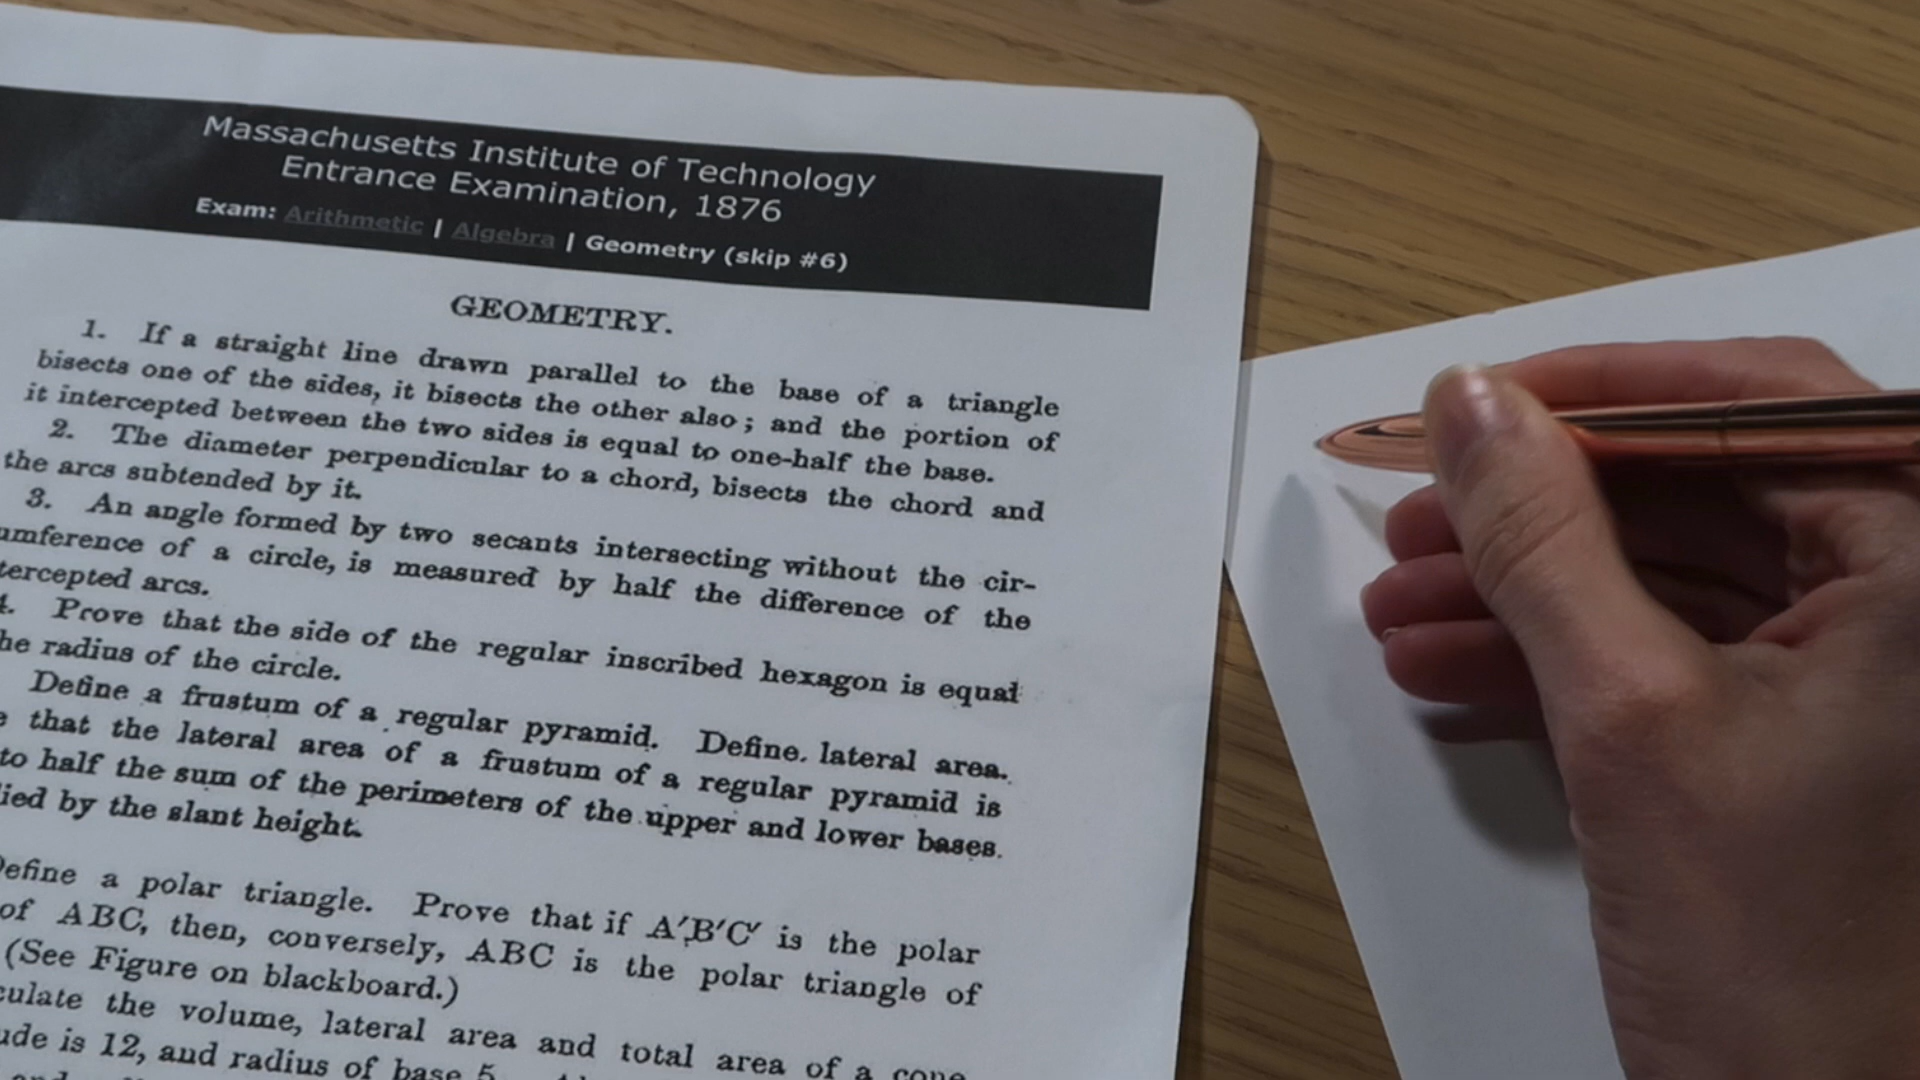 Massachusetts Institute of Technology
Entrance Examination, 1876
Exam: Arithmetic | Algebra | Geometry (skip #6)
GEOMETRY.
1. If a straight line drawn parallel to the base of a triangle
bisects one of the sides, it bisects the other also; and the portion of
it intercepted between the two sides is equal to one-half the base.
2. The diameter perpendicular to a chord, bisects the chord and
the arcs subtended by it.
3. An angle formed by two secants intersecting without the cir-
umference of a circle, is measured by half the difference of the
tercepted arcs.
4. Prove that the side of the regular inscribed hexagon is equal
he radius of the circle.
Define a frustum of a regular pyramid. Define. lateral area.
that the lateral area of a frustum of a regular pyramid is
to half the sum of the perimeters of the upper and lower bases.
lied by the slant height.
Define a polar triangle. Prove that if A′B′C′ is the polar
of ABC, then, conversely, ABC is the polar triangle of
(See Figure on blackboard.)
culate the volume, lateral area and total area of a cone
ude is 12, and radius of base 5.